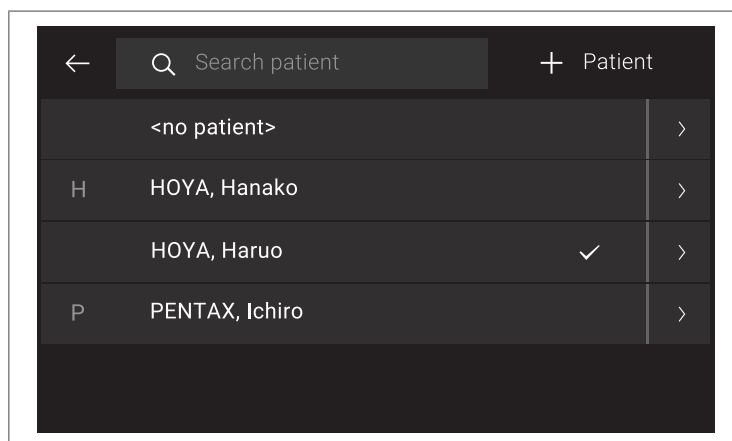 Search patient + Patient
<no patient>
H HOYA, Hanako
HOYA, Haruo
P PENTAX, Ichiro